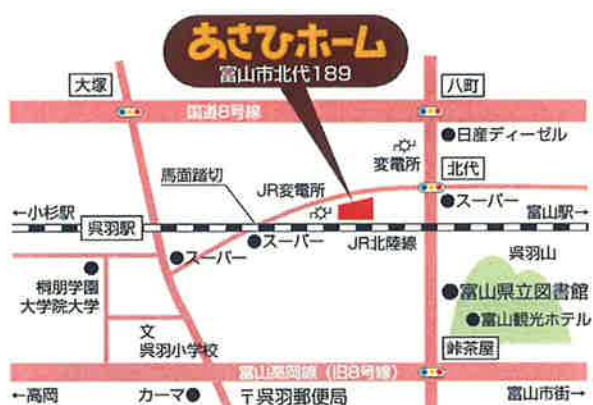 あさひホーム
富山市北代189
大塚
八町
国道8号線
日産ディーゼル
変電所
北代
馬面踏切
JR変電所
スーパー
←小杉駅
呉羽駅
富山駅→
スーパー
JR北陸線
スーパー
呉羽山
桐朋学園
大学院大学
富山県立図書館
富山観光ホテル
文
呉羽小学校
峠茶屋
富山高岡線(旧8号線)
←高岡
カーマ
〒呉羽郵便局
富山市街→